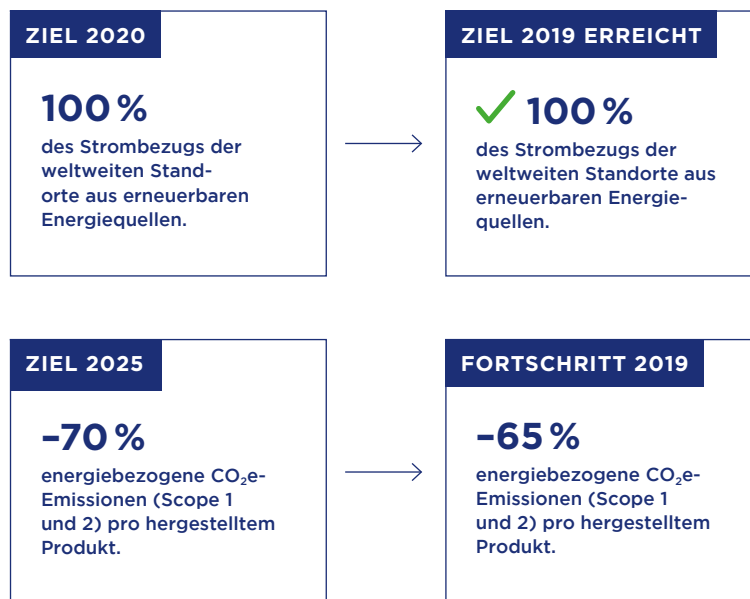 ZIEL 2020
100 %
des Strombezugs der
weltweiten Stand-
orte aus erneuerbaren
Energiequellen.
ZIEL 2019 ERREICHT
100 %
des Strombezugs der
weltweiten Standorte aus
erneuerbaren Energie-
quellen.
ZIEL 2025
–70 %
energiebezogene CO₂e-
Emissionen (Scope 1
und 2) pro hergestelltem
Produkt.
FORTSCHRITT 2019
–65 %
energiebezogene CO₂e-
Emissionen (Scope 1
und 2) pro hergestelltem
Produkt.